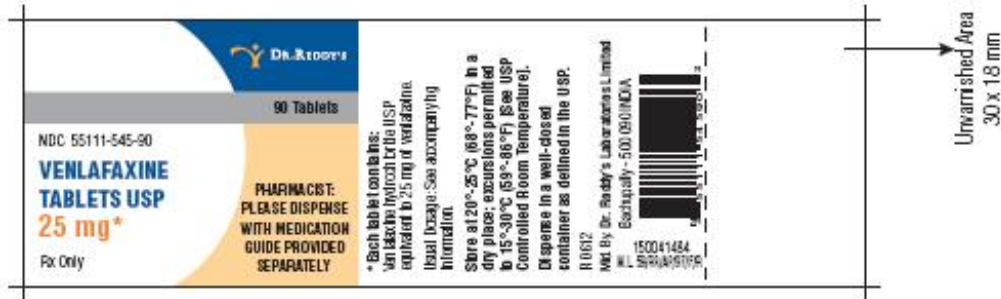 DR.REDDY'S
90 Tablets
NDC 55111-545-90
VENLAFAXINE
TABLETS USP
25 mg*
Rx Only
PHARMACIST:
PLEASE DISPENSE
WITH MEDICATION
GUIDE PROVIDED
SEPARATELY
* Each tablet contains:
Venlafaxine hydrochloride USP
equivalent to 25 mg of venlafaxine.
Usual Dosage: See accompanying
Information.
Store at 20°-25°C (68°-77°F) in a
dry place; excursions permitted
to 15°-30°C (59°-86°F) [See USP
Controlled Room Temperature].
Dispense in a well-closed
container as defined in the USP.
R0612
Mfd. By. Dr. Reddy's Laboratories Limited
Bachupally - 500 090 INDIA
150041484
Unvarnished Area
30 x 18 mm